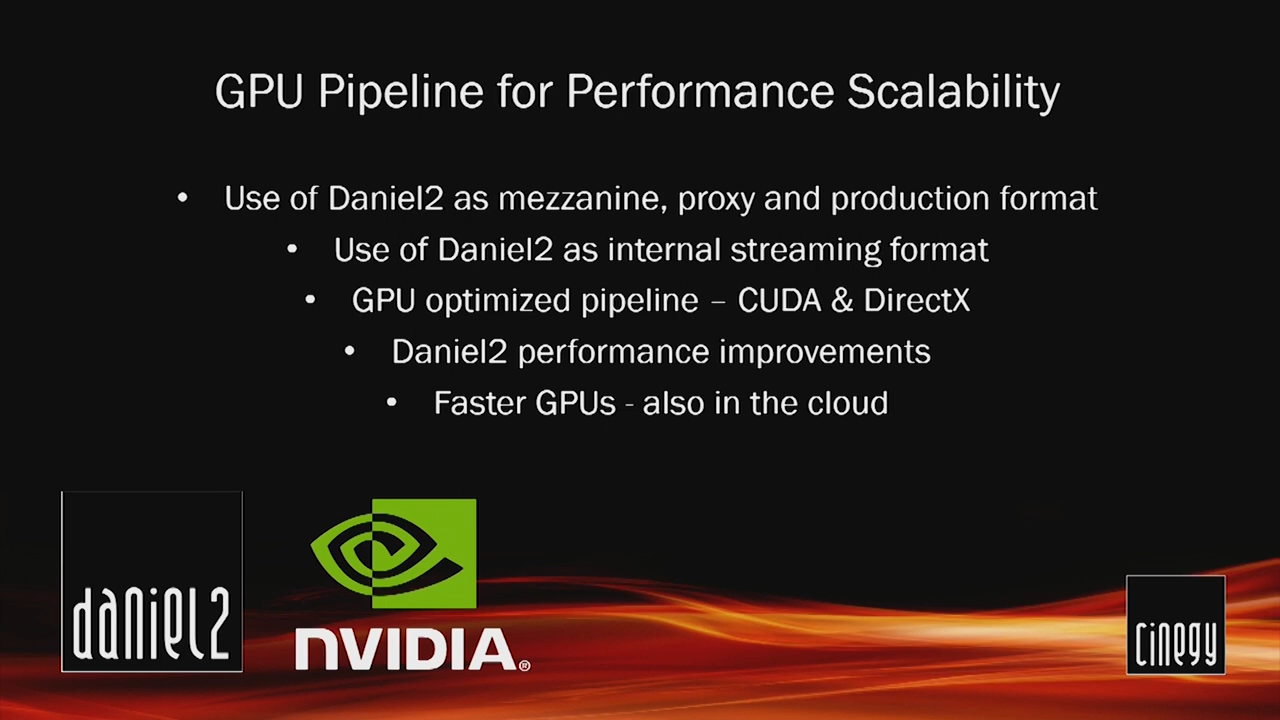 GPU Pipeline for Performance Scalability
• Use of Daniel2 as mezzanine, proxy and production format
• Use of Daniel2 as internal streaming format
• GPU optimized pipeline – CUDA & DirectX
• Daniel2 performance improvements
• Faster GPUs - also in the cloud
daniel2
nVIDIA®
cinegy